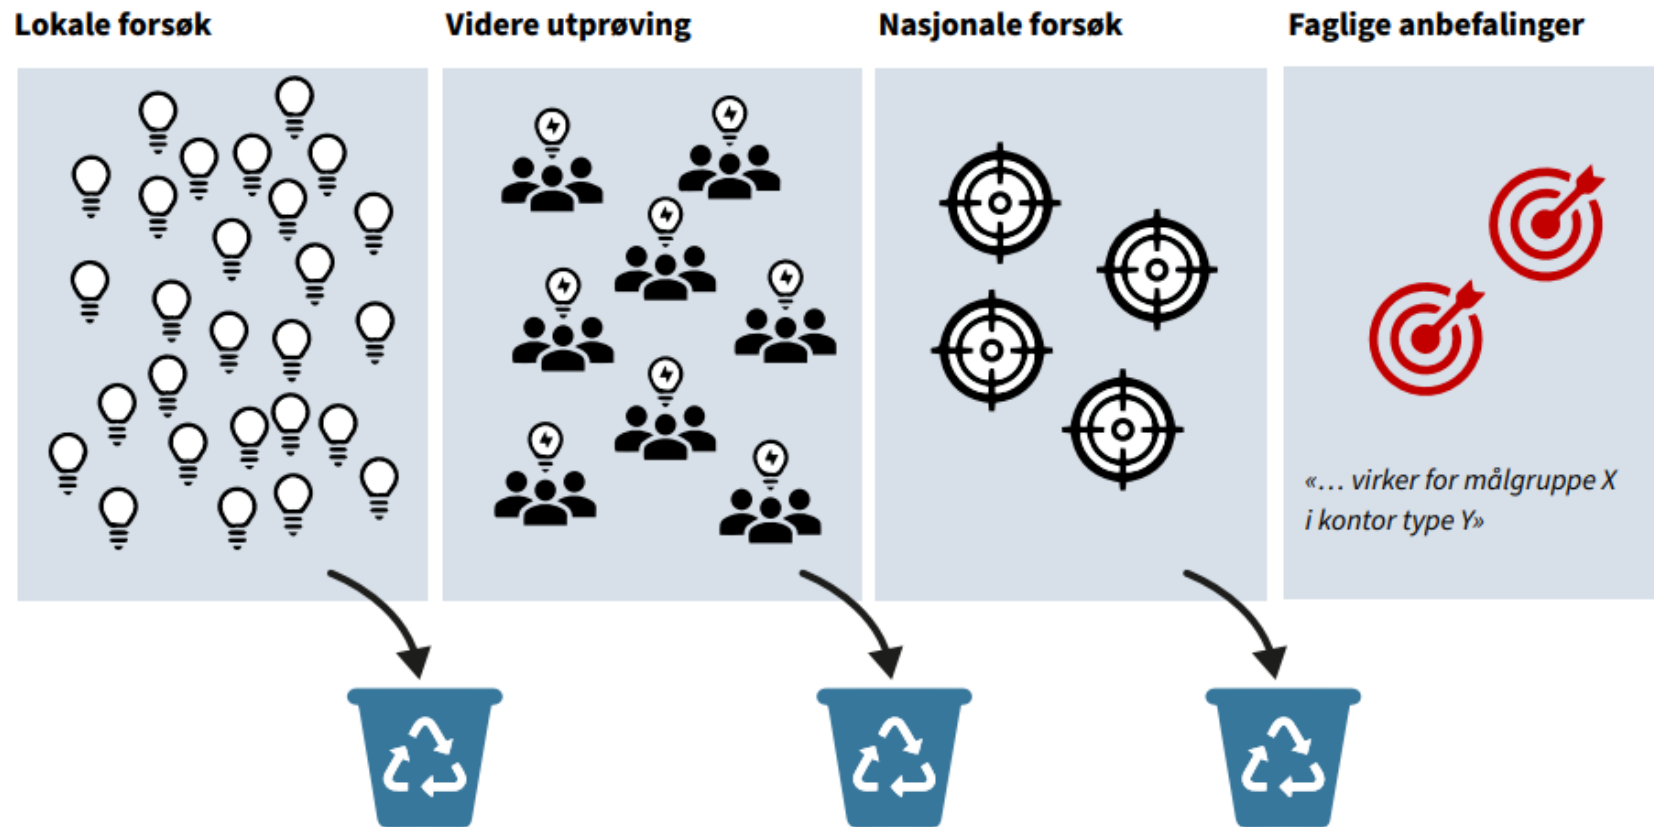 Lokale forsøk
Videre utprøving
Nasjonale forsøk
Faglige anbefalinger
«… virker for målgruppe X
i kontor type Y»